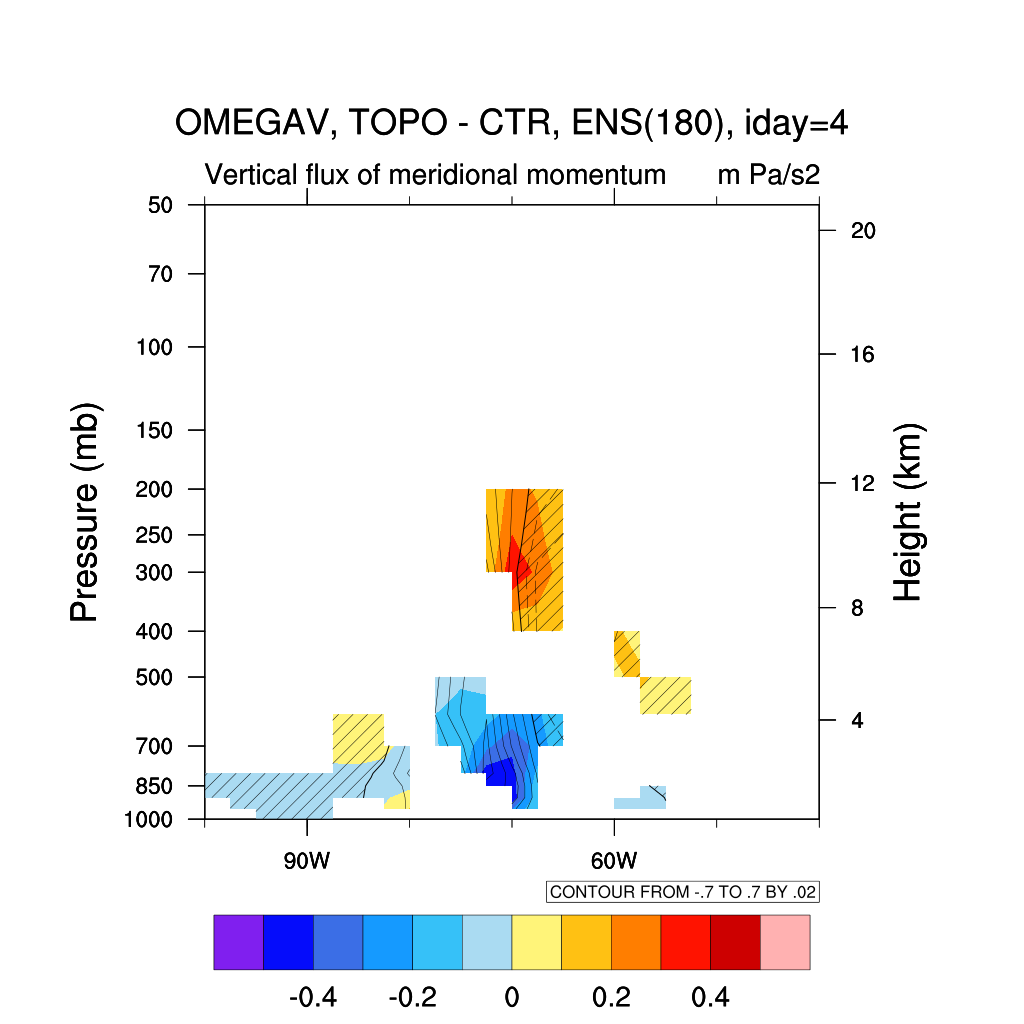 OMEGAV, TOPO - CTR, ENS(180), iday=4
Vertical flux of meridional momentum m Pa/s2
50
70
100
150
200
250
300
400
500
700
850
1000
Pressure (mb)
20
16
12
8
4
Height (km)
90W 60W
CONTOUR FROM -.7 TO .7 BY .02
-0.4 -0.2 0 0.2 0.4